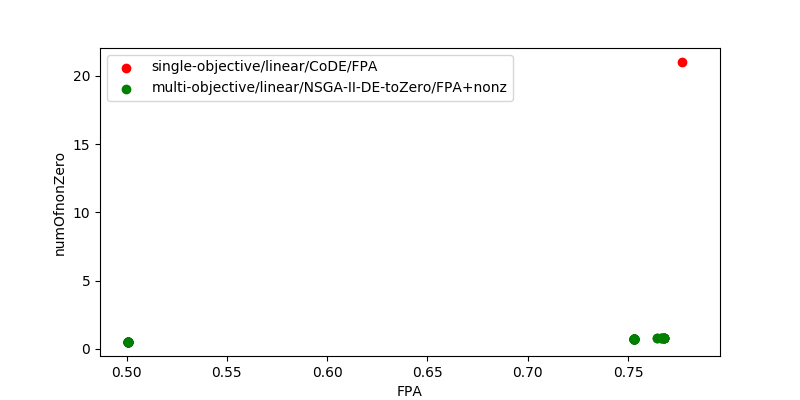 single-objective/linear/CoDE/FPA
multi-objective/linear/NSGA-II-DE-toZero/FPA+nonz
20
15
10
5
0
numOfnonZero
0.50 0.55 0.60 0.65 0.70 0.75
FPA